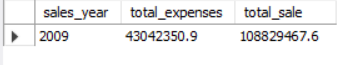 sales_year total_expenses total_sale
2009 43042350.9 108829467.6